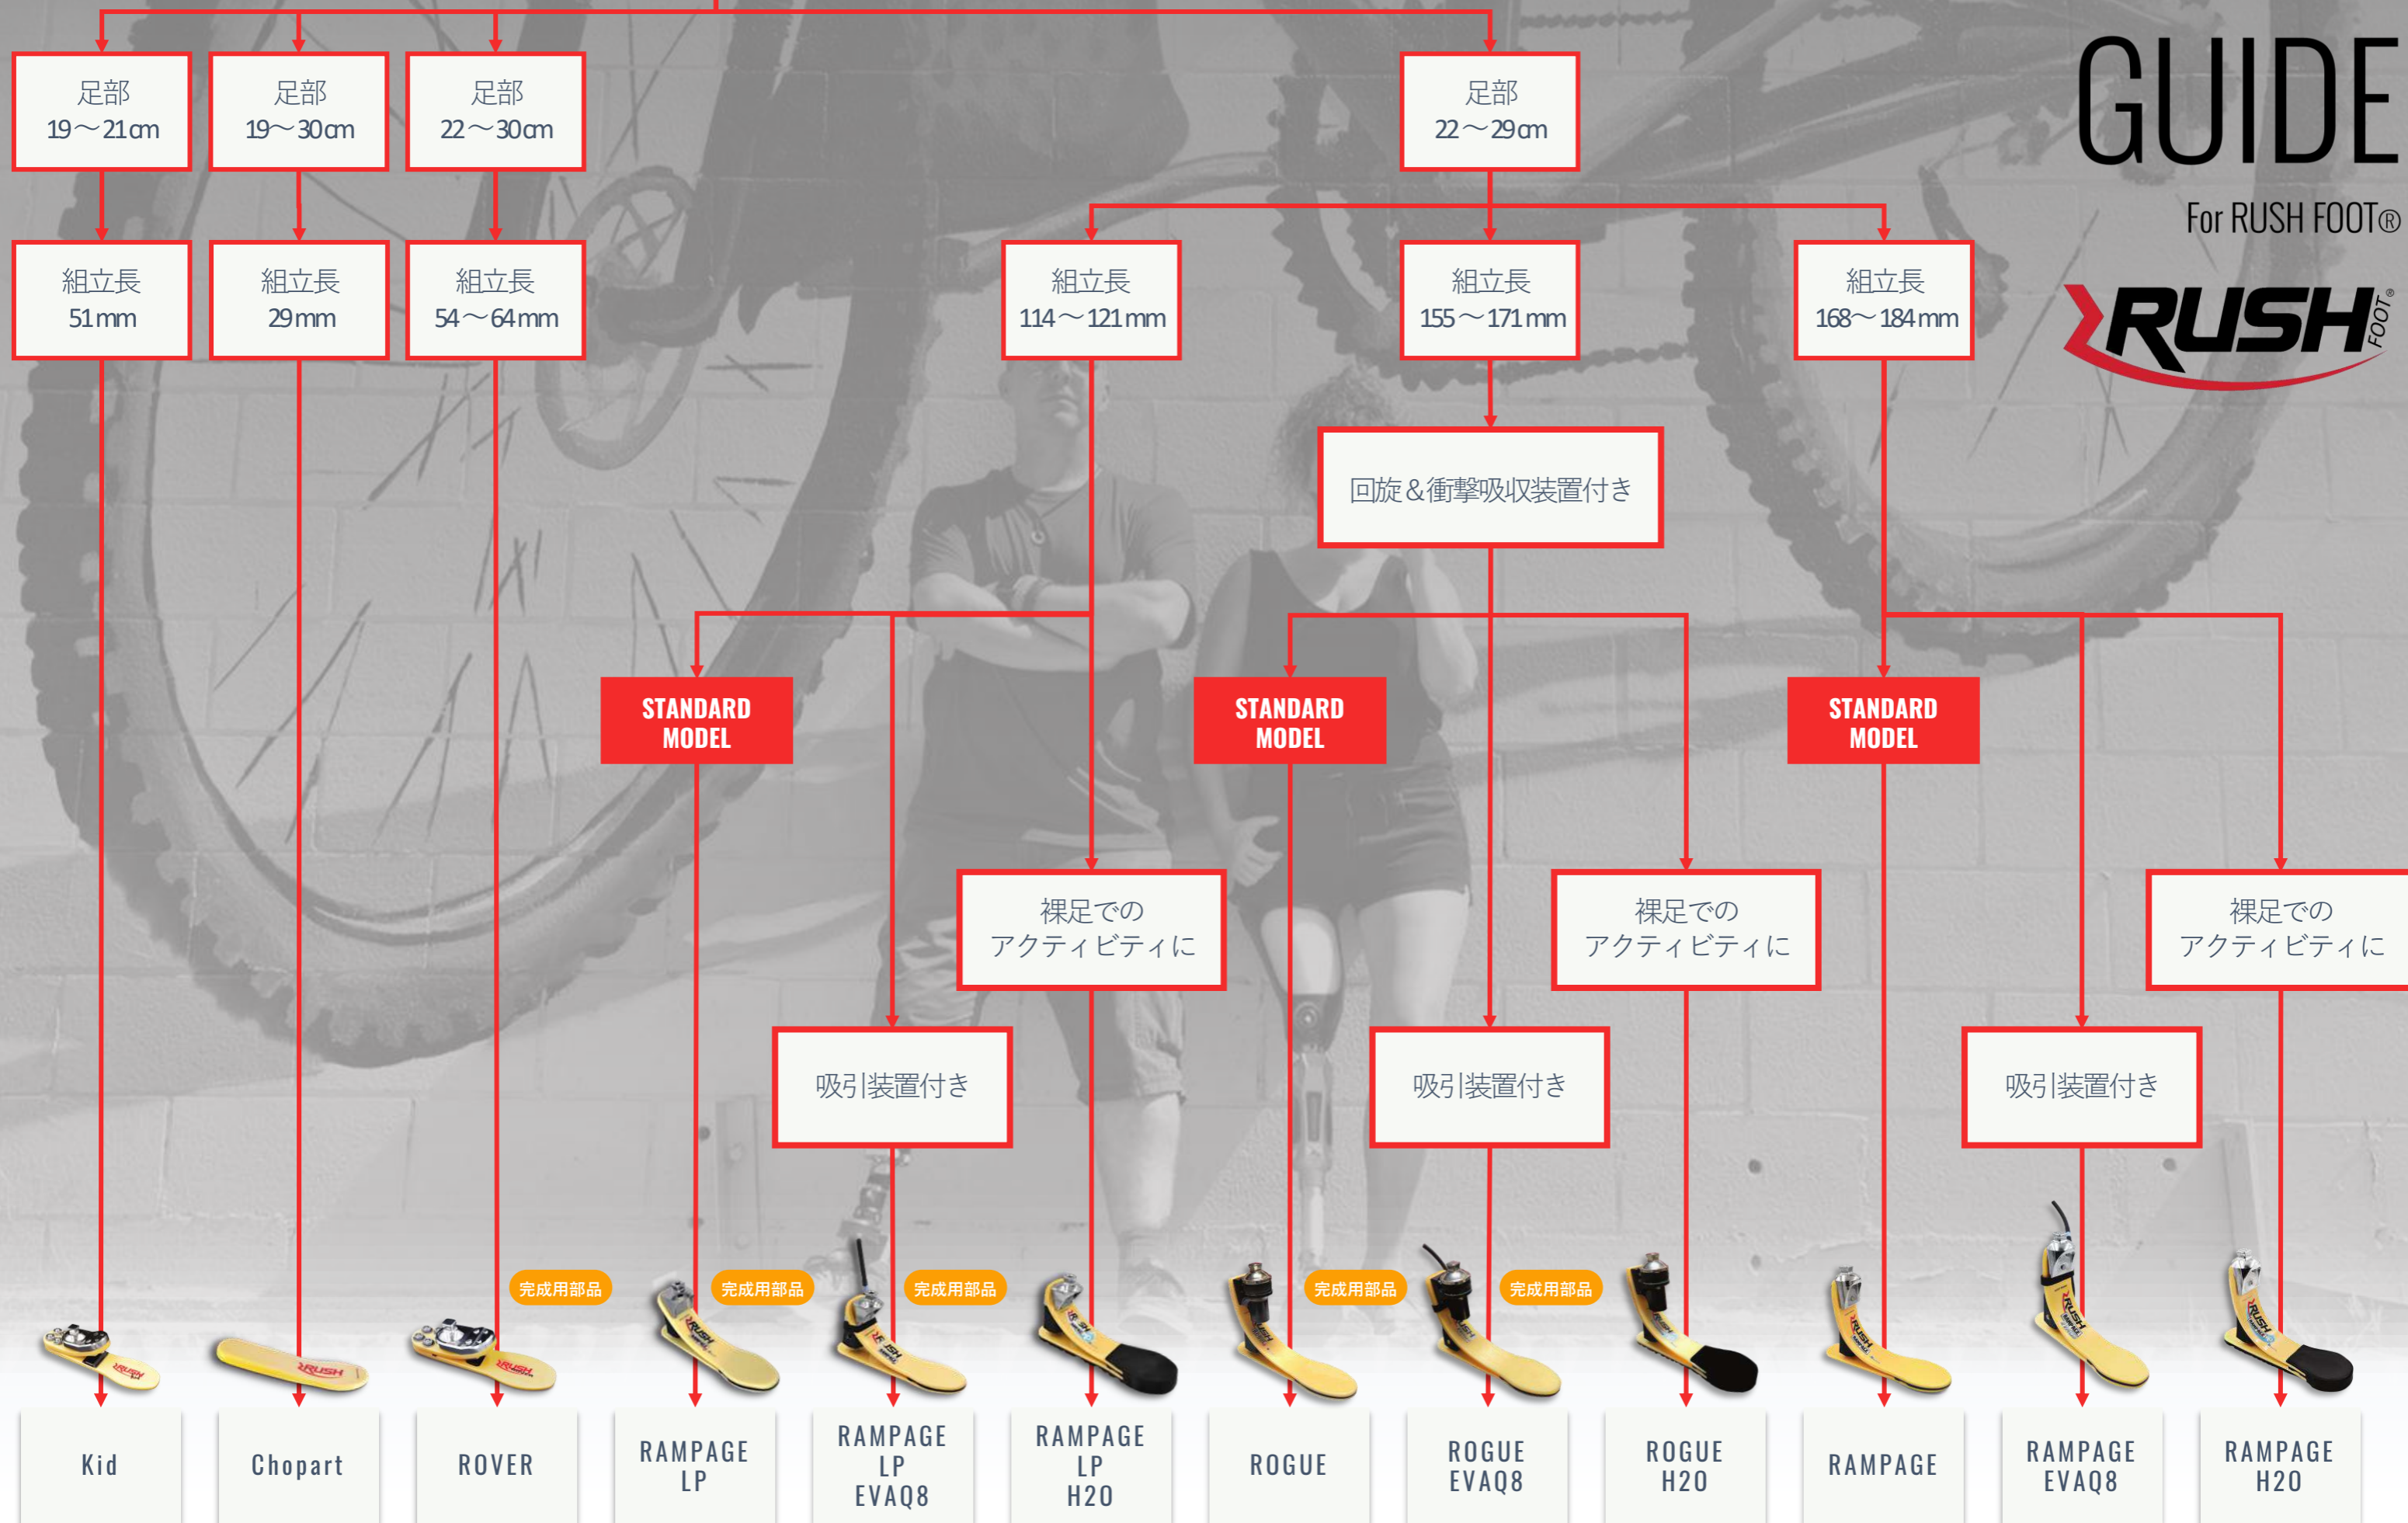 GUIDE
For RUSH FOOT®
RUSH FOOT®
足部
19～21cm
足部
19～30cm
足部
22～30cm
足部
22～29cm
組立長
51mm
組立長
29mm
組立長
54～64mm
組立長
114～121mm
組立長
155～171mm
組立長
168～184mm
回旋＆衝撃吸収装置付き
STANDARD
MODEL
STANDARD
MODEL
STANDARD
MODEL
裸足での
アクティビティに
裸足での
アクティビティに
裸足での
アクティビティに
吸引装置付き
吸引装置付き
吸引装置付き
完成用部品
完成用部品
完成用部品
完成用部品
完成用部品
RUSH
RUSH
RUSH
RUSH
RUSH
RUSH
RUSH
RUSH
Kid
Chopart
ROVER
RAMPAGE
LP
RAMPAGE
LP
EVAQ8
RAMPAGE
LP
H2O
ROGUE
ROGUE
EVAQ8
ROGUE
H2O
RAMPAGE
RAMPAGE
EVAQ8
RAMPAGE
H2O